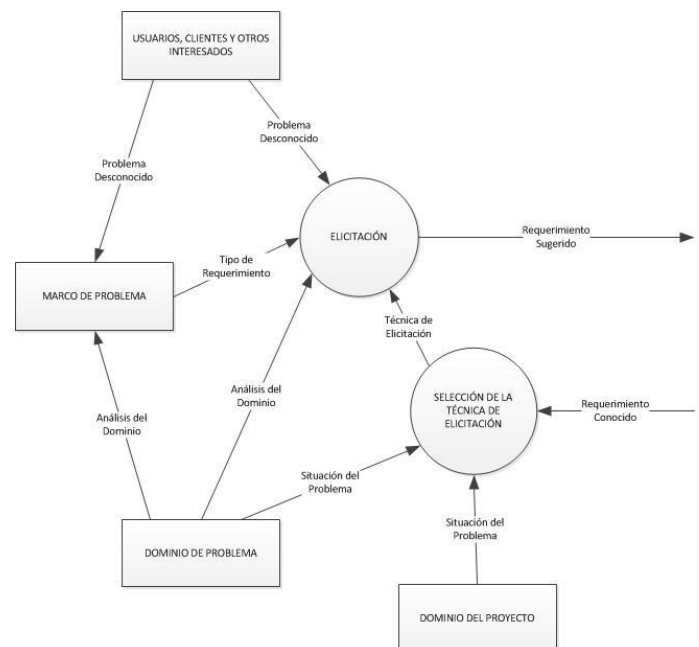 USUARIOS, CLIENTES Y OTROS
INTERESADOS
Problema
Desconocido
Problema
Desconocido
ELICITACIÓN
Requerimiento
Sugerido
Tipo de
Requerimiento
MARCO DE PROBLEMA
Técnica de
Elicitación
Análisis del
Dominio
Análisis del
Dominio
SELECCIÓN DE LA
TÉCNICA DE
ELICITACIÓN
Requerimiento
Conocido
Situación del
Problema
Situación del
Problema
DOMINIO DE PROBLEMA
DOMINIO DEL PROYECTO